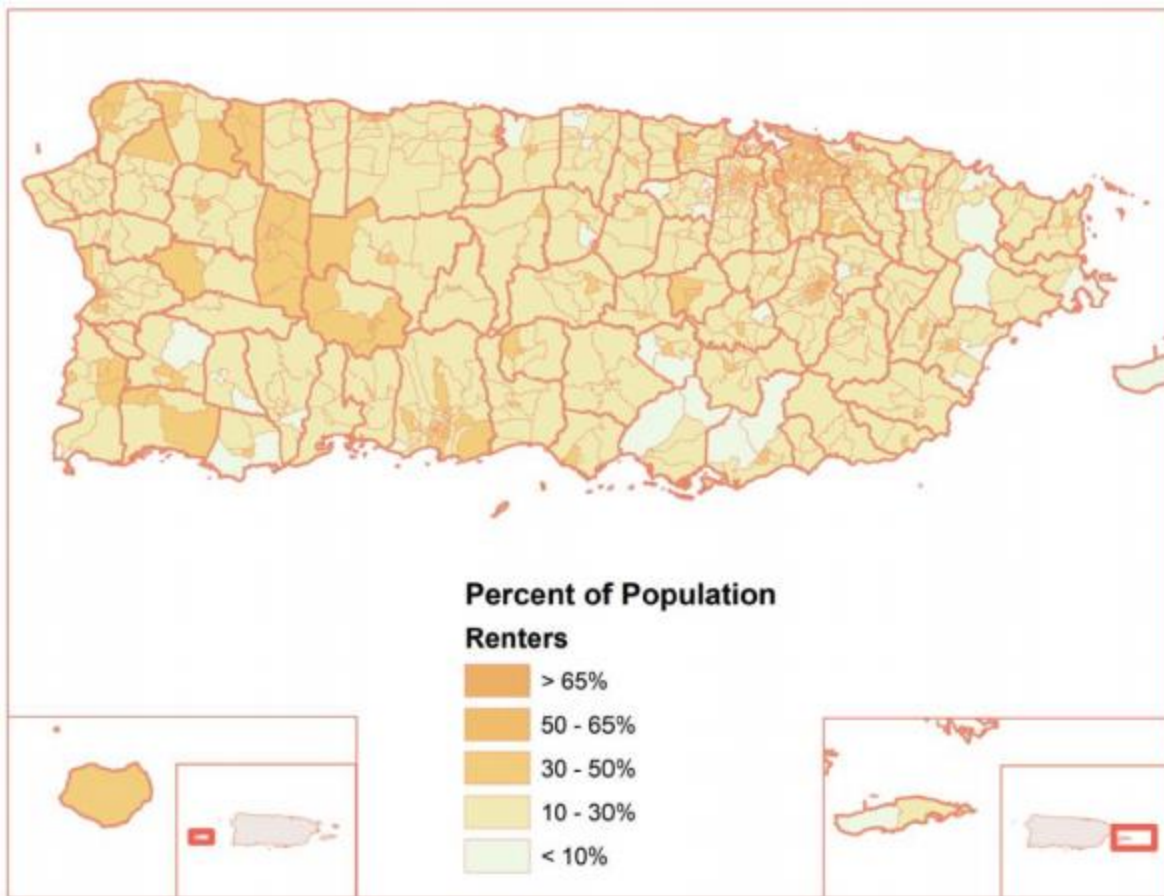 Percent of Population
Renters
> 65%
50 - 65%
30 - 50%
10 - 30%
< 10%